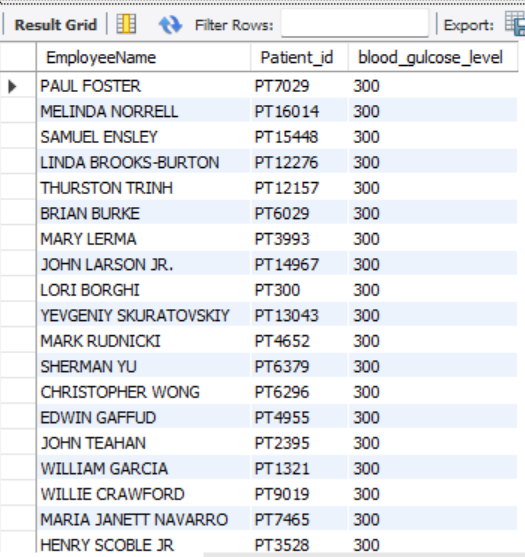 Result Grid Filter Rows: Export:
EmployeeName Patient_id blood_gulcose_level
PAUL FOSTER PT7029 300
MELINDA NORRELL PT16014 300
SAMUEL ENSLEY PT15448 300
LINDA BROOKS-BURTON PT12276 300
THURSTON TRINH PT12157 300
BRIAN BURKE PT6029 300
MARY LERMA PT3993 300
JOHN LARSON JR. PT14967 300
LORI BORGHI PT300 300
YEVGENIY SKURATOVSKIY PT13043 300
MARK RUDNICKI PT4652 300
SHERMAN YU PT6379 300
CHRISTOPHER WONG PT6296 300
EDWIN GAFFUD PT4955 300
JOHN TEAHAN PT2395 300
WILLIAM GARCIA PT1321 300
WILLIE CRAWFORD PT9019 300
MARIA JANETT NAVARRO PT7465 300
HENRY SCOBLE JR PT3528 300